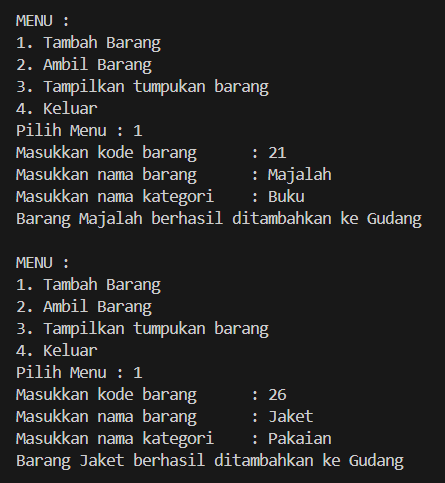 MENU :
1. Tambah Barang
2. Ambil Barang
3. Tampilkan tumpukan barang
4. Keluar
Pilih Menu : 1
Masukkan kode barang      : 21
Masukkan nama barang      : Majalah
Masukkan nama kategori    : Buku
Barang Majalah berhasil ditambahkan ke Gudang

MENU :
1. Tambah Barang
2. Ambil Barang
3. Tampilkan tumpukan barang
4. Keluar
Pilih Menu : 1
Masukkan kode barang      : 26
Masukkan nama barang      : Jaket
Masukkan nama kategori    : Pakaian
Barang Jaket berhasil ditambahkan ke Gudang